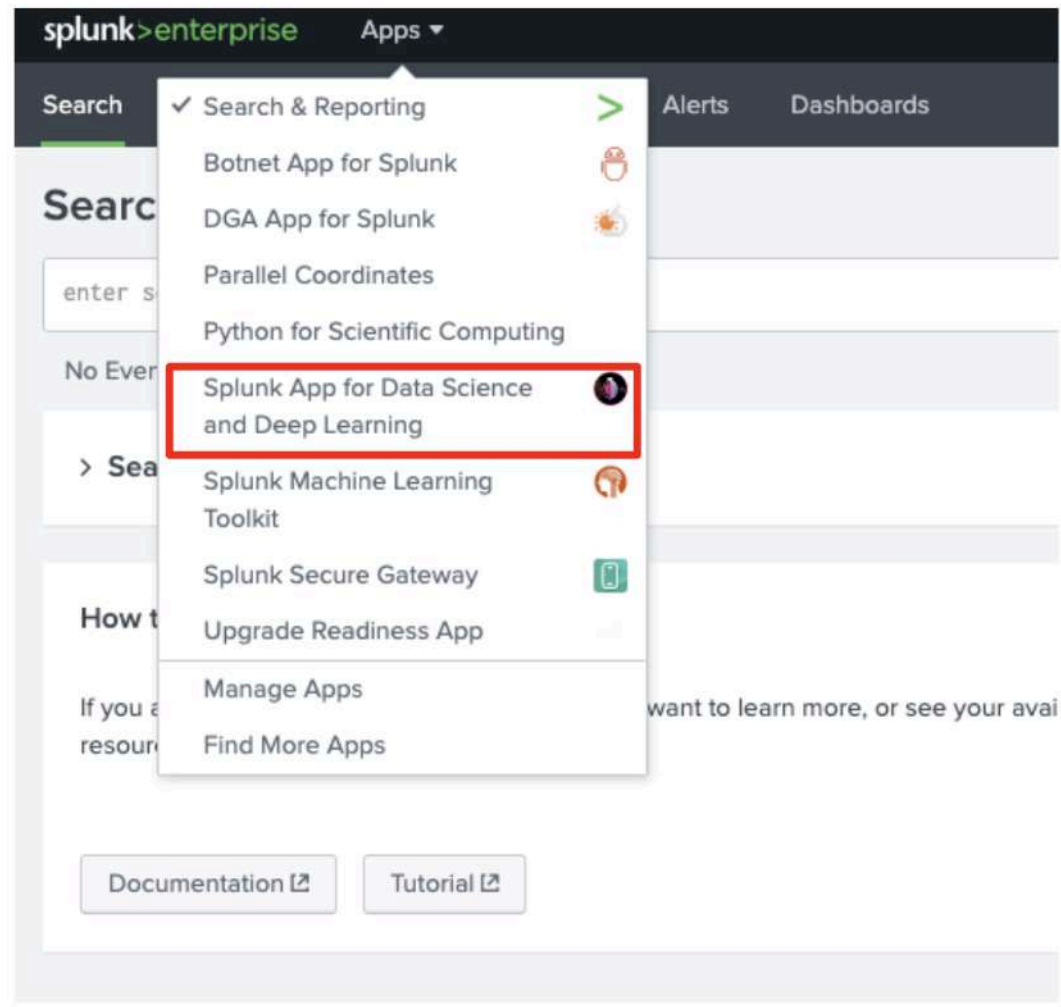 splunk>enterprise Apps
Search Alerts Dashboards
Search & Reporting
Botnet App for Splunk
DGA App for Splunk
Parallel Coordinates
Python for Scientific Computing
Splunk App for Data Science
and Deep Learning
Splunk Machine Learning
Toolkit
Splunk Secure Gateway
Upgrade Readiness App
Manage Apps
Find More Apps
Searc
enter s
No Ever
> Sea
How t
If you a want to learn more, or see your avai
resour
Documentation Tutorial